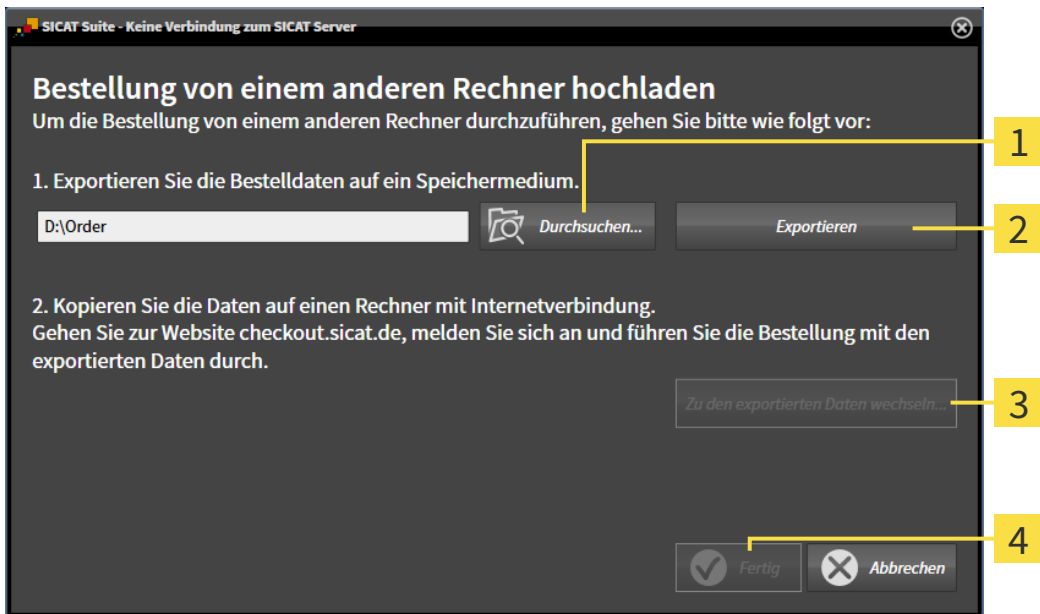 SICAT Suite - Keine Verbindung zum SICAT Server
Bestellung von einem anderen Rechner hochladen
Um die Bestellung von einem anderen Rechner durchzuführen, gehen Sie bitte wie folgt vor:
1
1. Exportieren Sie die Bestelldaten auf ein Speichermedium.
D:\Order
Durchsuchen...
Exportieren
2
2. Kopieren Sie die Daten auf einen Rechner mit Internetverbindung.
Gehen Sie zur Website checkout.sicat.de, melden Sie sich an und führen Sie die Bestellung mit den
exportierten Daten durch.
Zu den exportierten Daten wechseln...
3
4
Fertig
Abbrechen